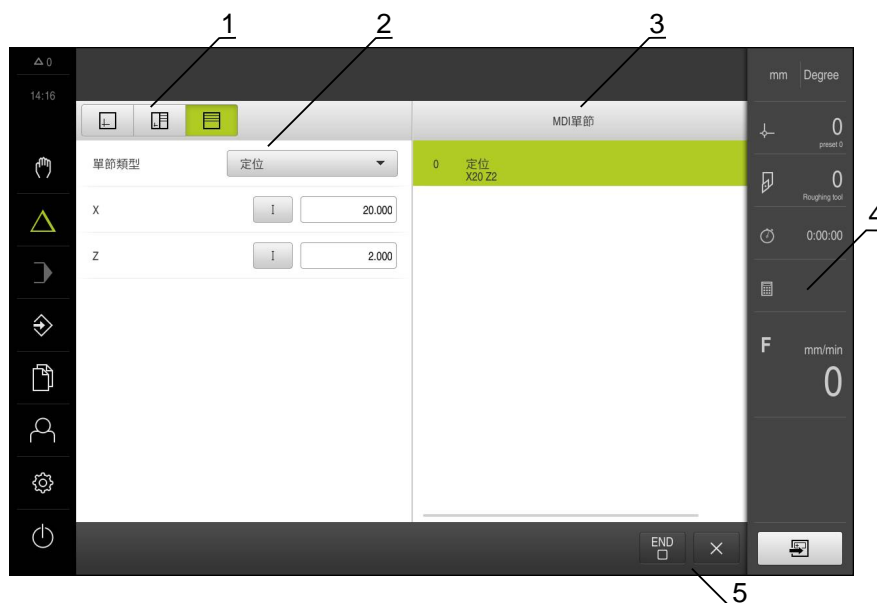 1
2
3
0
14:16
mm
Degree
MDI單節
0
preset 0
單節類型
定位
0
定位
X20 Z2
0
Roughing tool
X
I
20.000
4
0:00:00
Z
I
2.000
F
mm/min
0
END
5